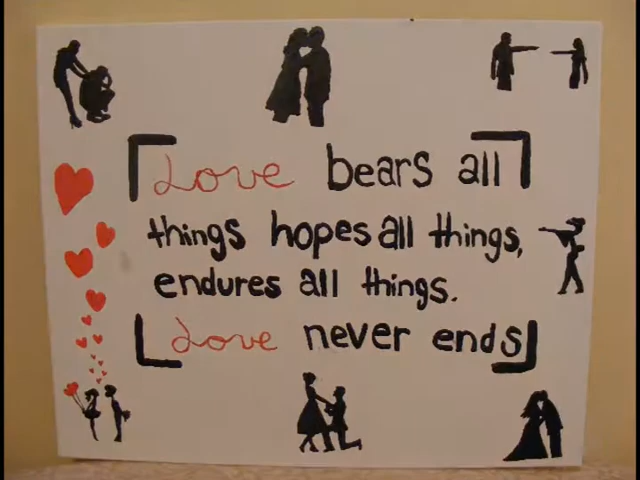 Love bears all
things hopes all things,
endures all things.
Love never ends